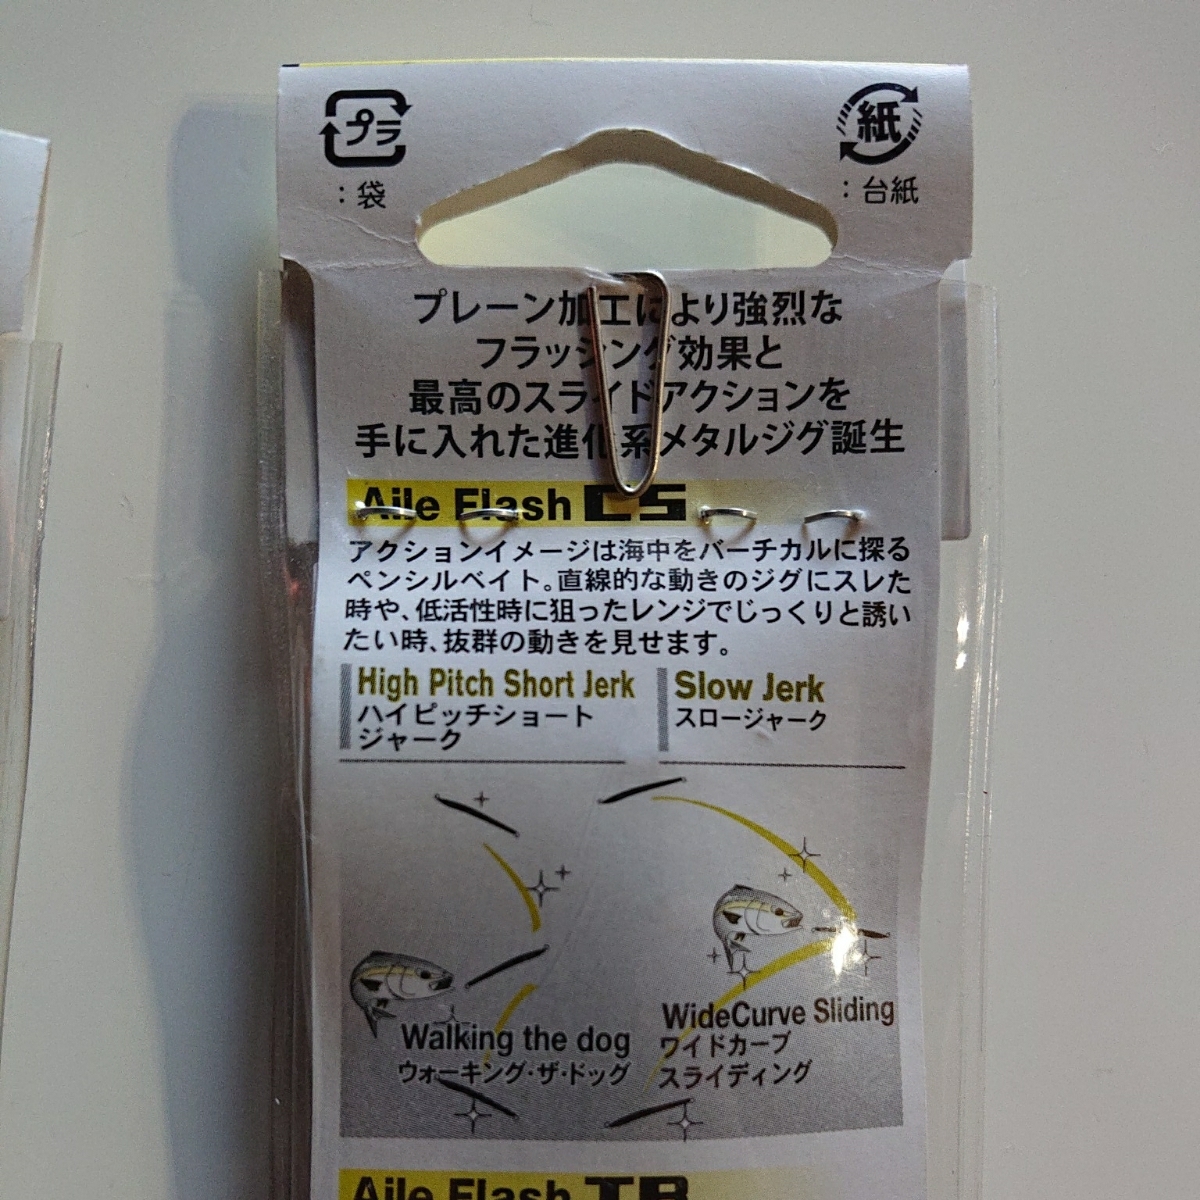 プラ
：袋
紙
：台紙
プレーン加工により強烈な
フラッシング効果と
最高のスライドアクションを
手に入れた進化系メタルジグ誕生
Aile Flash CS
アクションイメージは海中をバーチカルに探る
ペンシルベイト。直線的な動きのジグにスレた
時や、低活性時に狙ったレンジでじっくりと誘い
たい時、抜群の動きを見せます。
High Pitch Short Jerk
ハイピッチショート
ジャーク
Slow Jerk
スロージャーク
Walking the dog
ウォーキング・ザ・ドッグ
WideCurve Sliding
ワイドカーブ
スライディング
Aile Flash TR